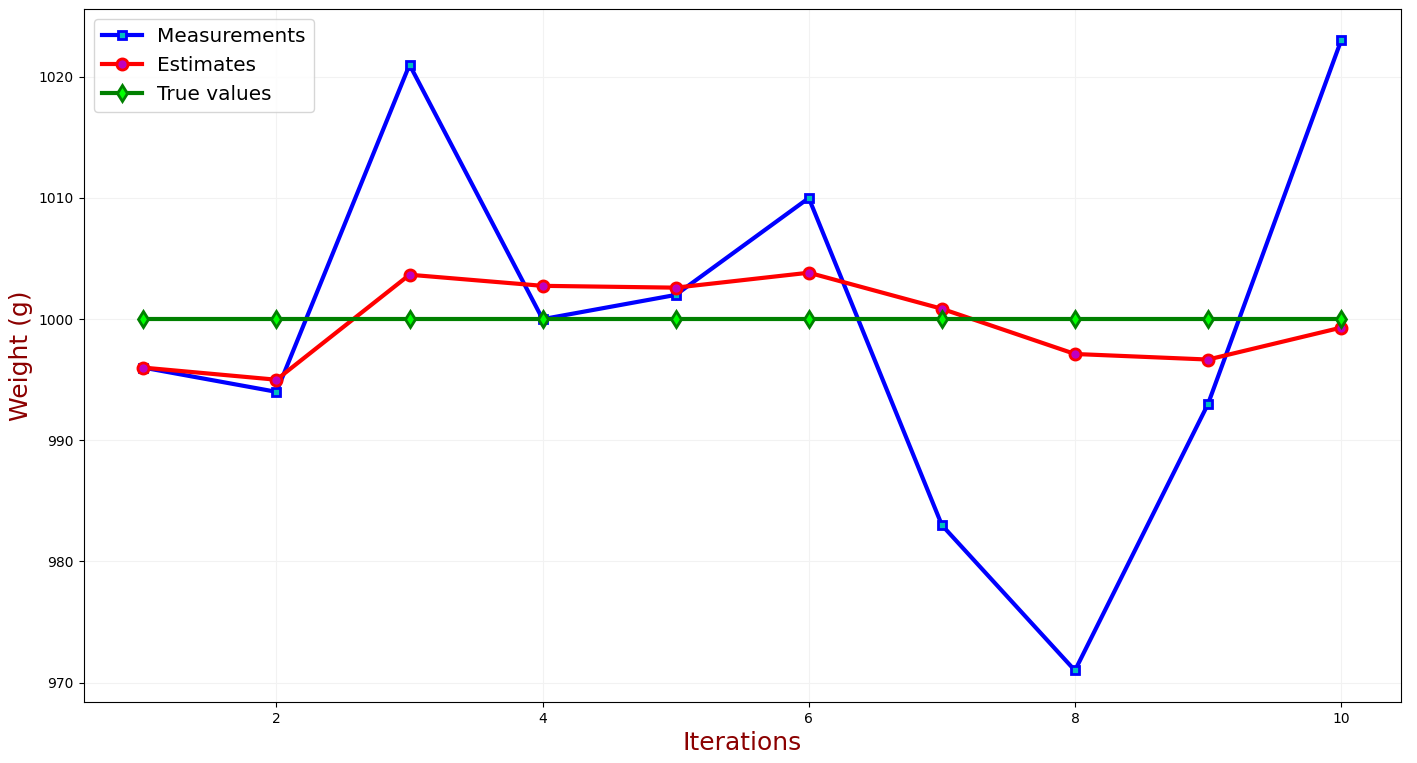 Measurements
Estimates
True values
1020
1010
1000
990
980
970
Weight (g)
2 4 6 8 10
Iterations